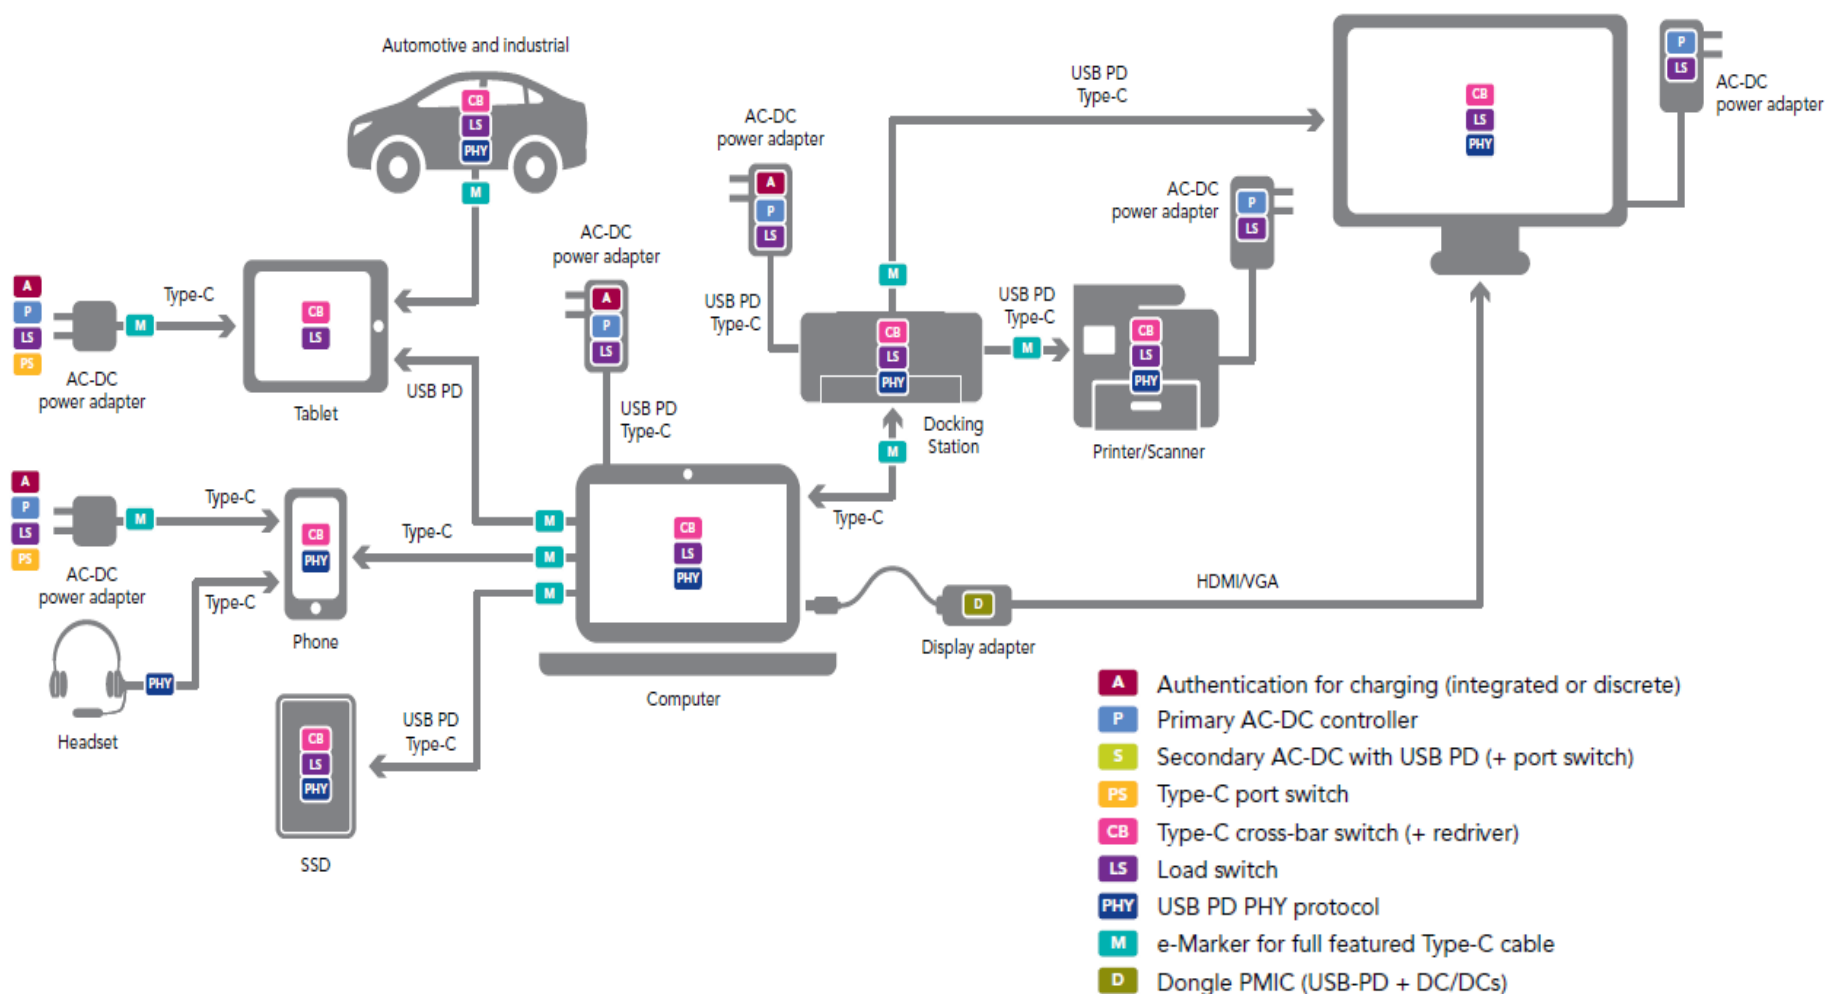 Automotive and industrial
CB
LS
PHY
M
A
P
LS
PS
M
Type-C
AC-DC
power adapter
CB
LS
Tablet
USB PD
AC-DC
power adapter
A
P
LS
USB PD
Type-C
AC-DC
power adapter
A
P
LS
USB PD
Type-C
USB PD
Type-C
M
CB
LS
PHY
Docking
Station
M
Type-C
USB PD
Type-C
M
CB
LS
PHY
Printer/Scanner
AC-DC
power adapter
P
LS
CB
LS
PHY
P
LS
AC-DC
power adapter
A
P
LS
PS
M
Type-C
AC-DC
power adapter
CB
PHY
Phone
Type-C
PHY
Headset
Type-C
M
M
M
CB
LS
PHY
Computer
USB PD
Type-C
CB
LS
PHY
SSD
D
Display adapter
HDMI/VGA
A Authentication for charging (integrated or discrete)
P Primary AC-DC controller
S Secondary AC-DC with USB PD (+ port switch)
PS Type-C port switch
CB Type-C cross-bar switch (+ redriver)
LS Load switch
PHY USB PD PHY protocol
M e-Marker for full featured Type-C cable
D Dongle PMIC (USB-PD + DC/DCs)